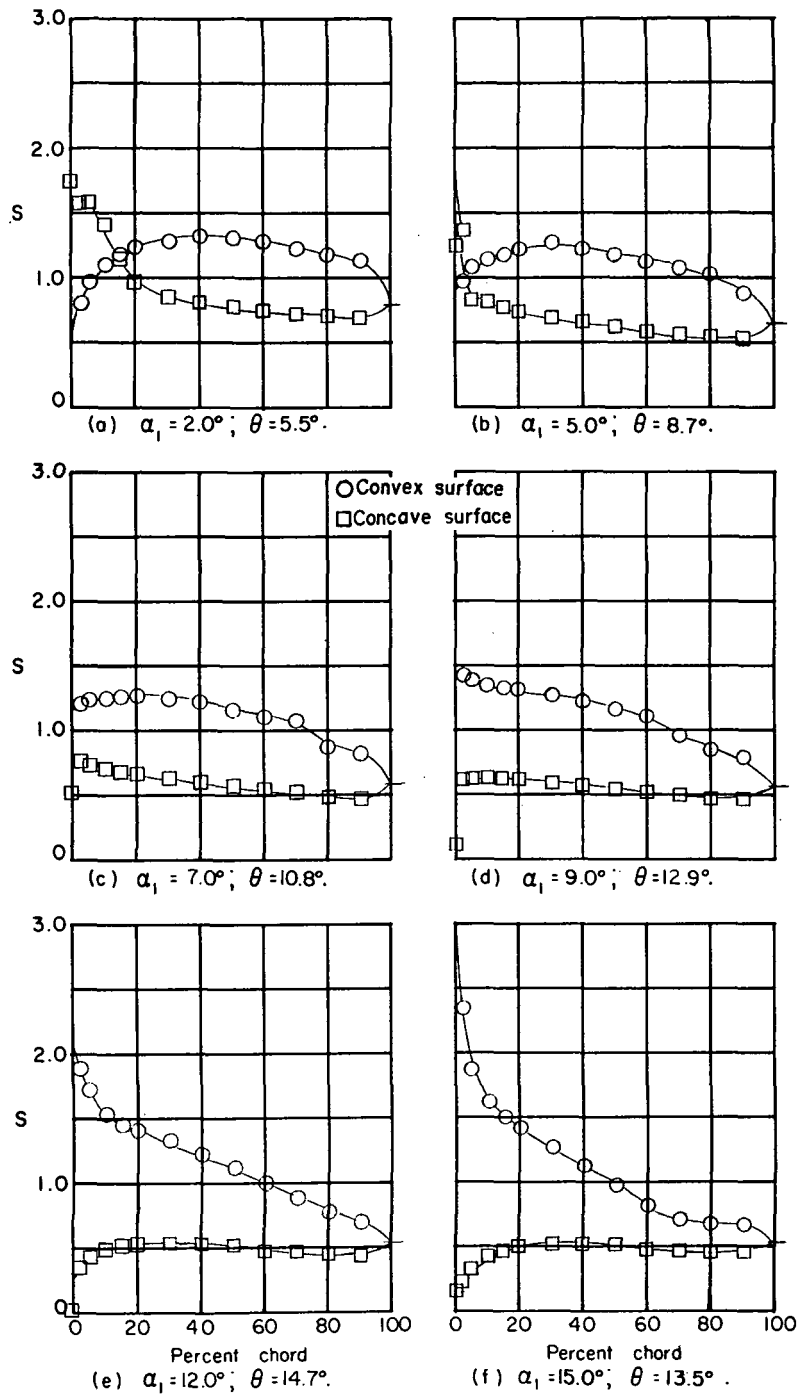 3.0
2.0
S
1.0
0
(a) α₁ = 2.0°; θ = 5.5°.
(b) α₁ = 5.0°; θ = 8.7°.
3.0
○ Convex surface
□ Concave surface
2.0
S
1.0
0
(c) α₁ = 7.0°; θ = 10.8°.
(d) α₁ = 9.0°; θ = 12.9°.
3.0
2.0
S
1.0
0
0 20 40 60 80 100
0 20 40 60 80 100
Percent chord
Percent chord
(e) α₁ = 12.0°; θ = 14.7°.
(f) α₁ = 15.0°; θ = 13.5°.